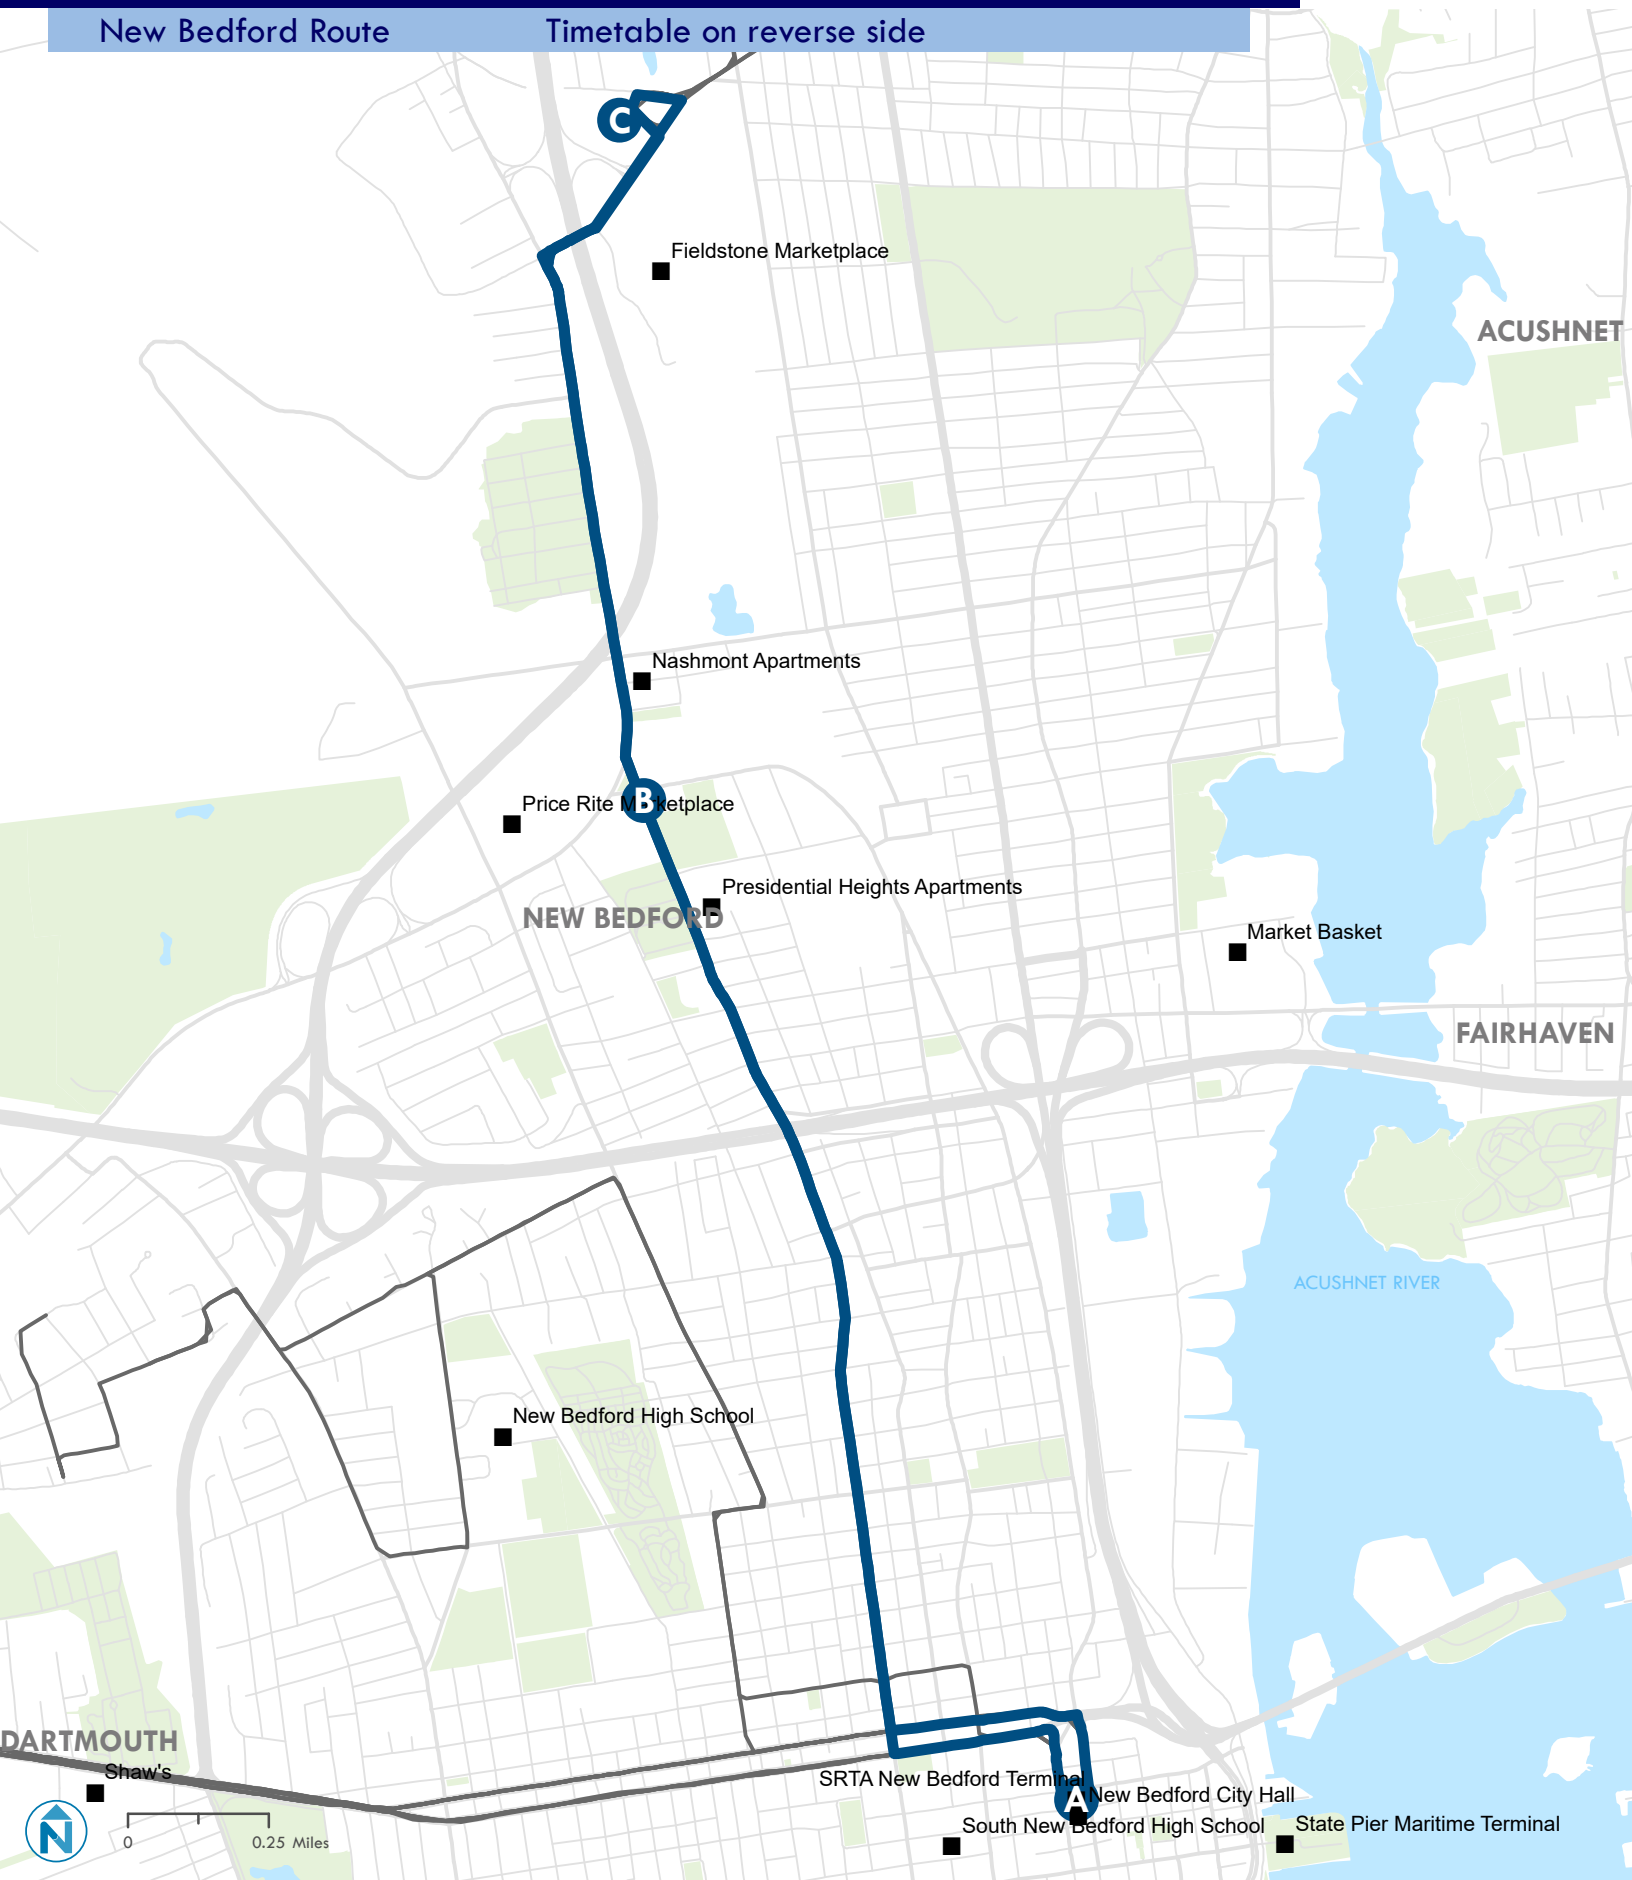 New Bedford Route Timetable on reverse side
C
Fieldstone Marketplace
ACUSHNET
Nashmont Apartments
B
Price Rite Marketplace
Presidential Heights Apartments
NEW BEDFORD
Market Basket
FAIRHAVEN
ACUSHNET RIVER
New Bedford High School
DARTMOUTH
Shaw's
SRTA New Bedford Terminal
A
New Bedford City Hall
South New Bedford High School
State Pier Maritime Terminal
N
0 0.25 Miles